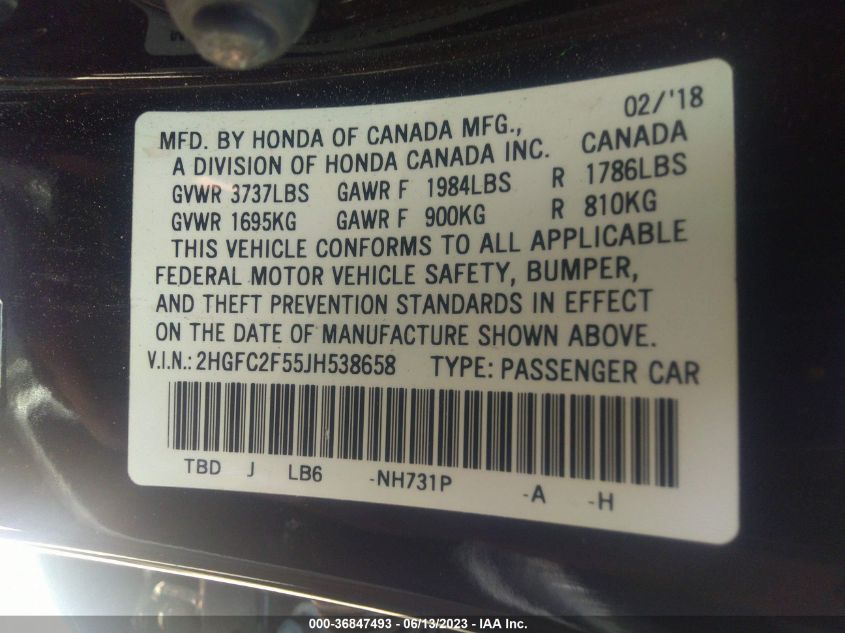 02/'18
MFD. BY HONDA OF CANADA MFG.,
A DIVISION OF HONDA CANADA INC. CANADA
GVWR 3737LBS GAWR F 1984LBS R 1786LBS
GVWR 1695KG GAWR F 900KG R 810KG
THIS VEHICLE CONFORMS TO ALL APPLICABLE
FEDERAL MOTOR VEHICLE SAFETY, BUMPER,
AND THEFT PREVENTION STANDARDS IN EFFECT
ON THE DATE OF MANUFACTURE SHOWN ABOVE.
V.I.N.: 2HGFC2F55JH538658 TYPE: PASSENGER CAR
TBD J LB6 -NH731P -A -H
000-36847493 - 06/13/2023 - IAA Inc.